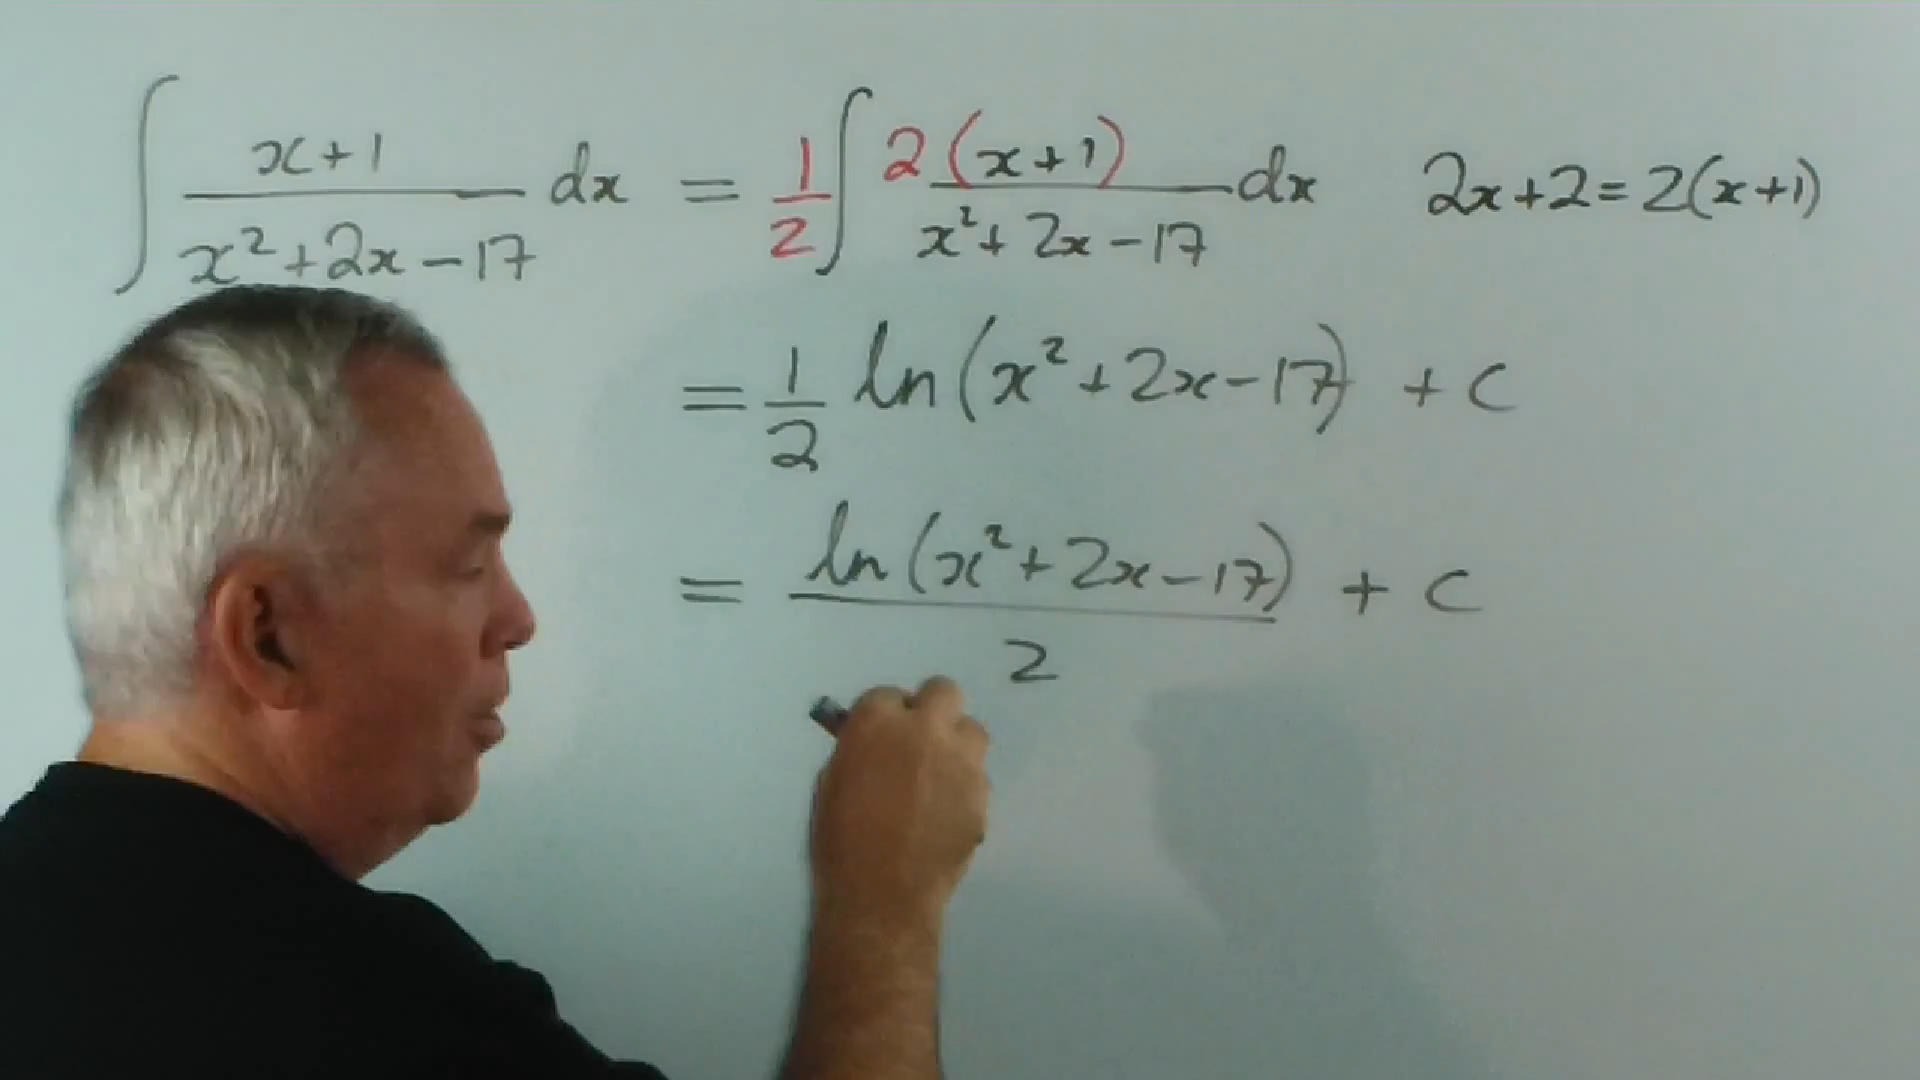 ∫ x+1 / x²+2x-17 dx = 1/2 ∫ 2(x+1) / x²+2x-17 dx 2x+2=2(x+1)
= 1/2 ln(x²+2x-17) + c
= ln(x²+2x-17) / 2 + c